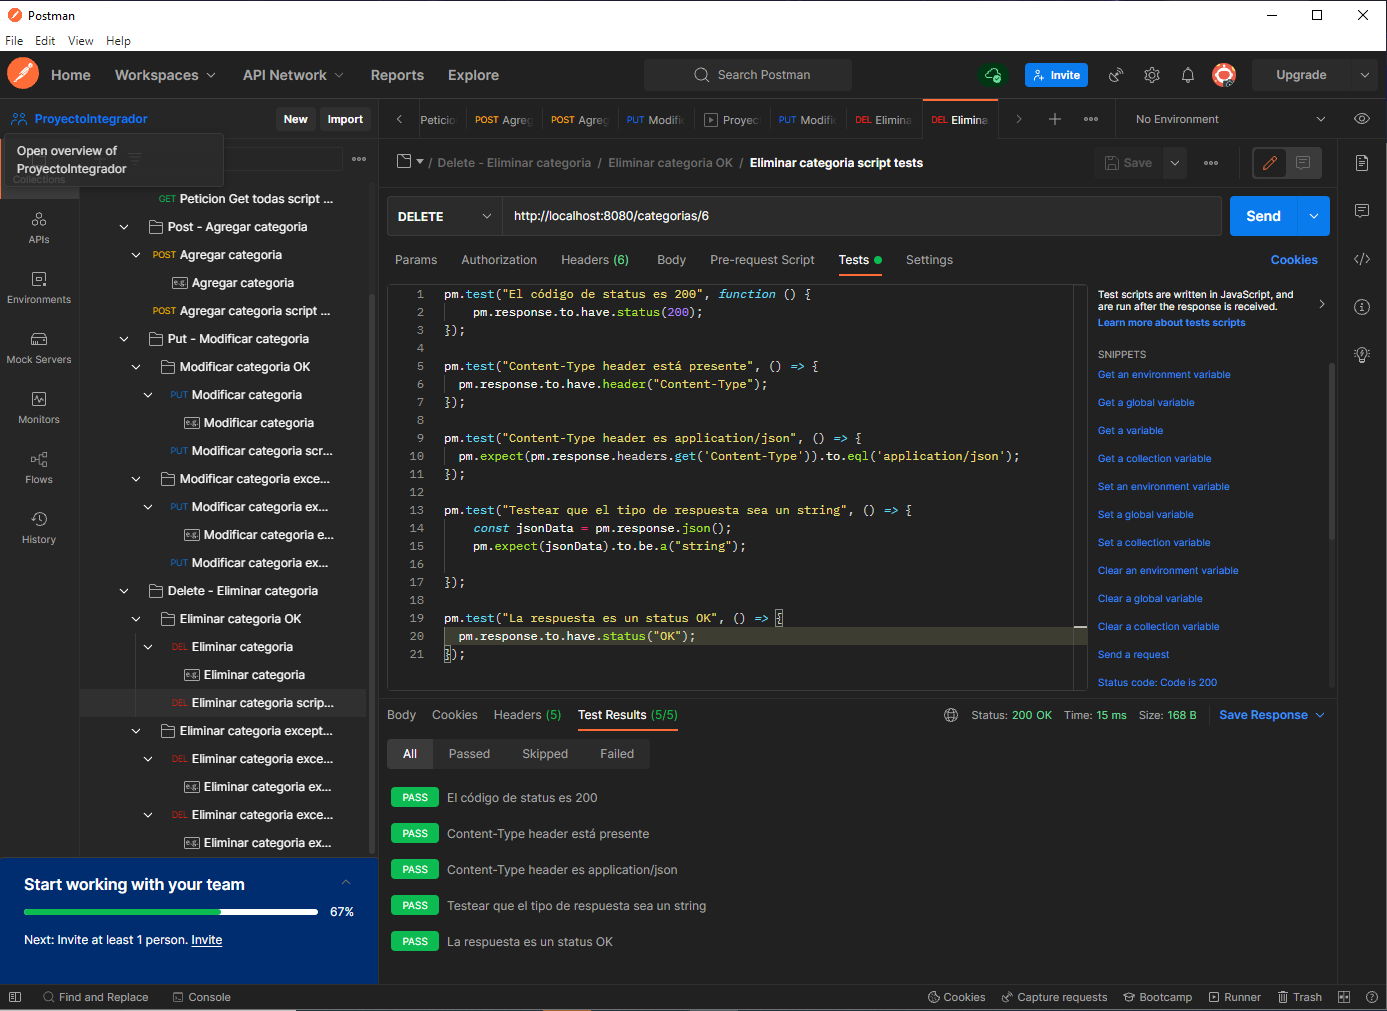 Postman
File Edit View Help
Home Workspaces API Network Reports Explore Search Postman Invite Upgrade
ProyectoIntegrador New Import
Open overview of
ProyectoIntegrador
Collections
APIs
Environments
Mock Servers
Monitors
Flows
History
GET Peticion Get todas script ...
Post - Agregar categoria
POST Agregar categoria
e.g. Agregar categoria
POST Agregar categoria script ...
Put - Modificar categoria
Modificar categoria OK
PUT Modificar categoria
e.g. Modificar categoria
PUT Modificar categoria scr...
Modificar categoria exce...
PUT Modificar categoria ex...
e.g. Modificar categoria e...
PUT Modificar categoria ex...
Delete - Eliminar categoria
Eliminar categoria OK
DEL Eliminar categoria
e.g. Eliminar categoria
DEL Eliminar categoria scrip...
Eliminar categoria except...
DEL Eliminar categoria exce...
e.g. Eliminar categoria ex...
DEL Eliminar categoria exce...
e.g. Eliminar categoria ex...
Start working with your team
67%
Next: Invite at least 1 person. Invite
Peticio POST Agreg POST Agreg PUT Modifi Proyec PUT Modifi DEL Elimina DEL Elimina No Environment
/ Delete - Eliminar categoria / Eliminar categoria OK / Eliminar categoria script tests Save
DELETE http://localhost:8080/categorias/6 Send
Params Authorization Headers (6) Body Pre-request Script Tests Settings Cookies
1 pm.test("El código de status es 200", function () {
2 pm.response.to.have.status(200);
3 });
4
5 pm.test("Content-Type header está presente", () => {
6 pm.response.to.have.header("Content-Type");
7 });
8
9 pm.test("Content-Type header es application/json", () => {
10 pm.expect(pm.response.headers.get('Content-Type')).to.eql('application/json');
11 });
12
13 pm.test("Testear que el tipo de respuesta sea un string", () => {
14 const jsonData = pm.response.json();
15 pm.expect(jsonData).to.be.a("string");
16
17 });
18
19 pm.test("La respuesta es un status OK", () => {
20 pm.response.to.have.status("OK");
21 });
Test scripts are written in JavaScript, and
are run after the response is received.
Learn more about tests scripts
SNIPPETS
Get an environment variable
Get a global variable
Get a variable
Get a collection variable
Set an environment variable
Set a global variable
Set a collection variable
Clear an environment variable
Clear a global variable
Clear a collection variable
Send a request
Status code: Code is 200
Body Cookies Headers (5) Test Results (5/5) Status: 200 OK Time: 15 ms Size: 168 B Save Response
All Passed Skipped Failed
PASS El código de status es 200
PASS Content-Type header está presente
PASS Content-Type header es application/json
PASS Testear que el tipo de respuesta sea un string
PASS La respuesta es un status OK
Find and Replace Console Cookies Capture requests Bootcamp Runner Trash